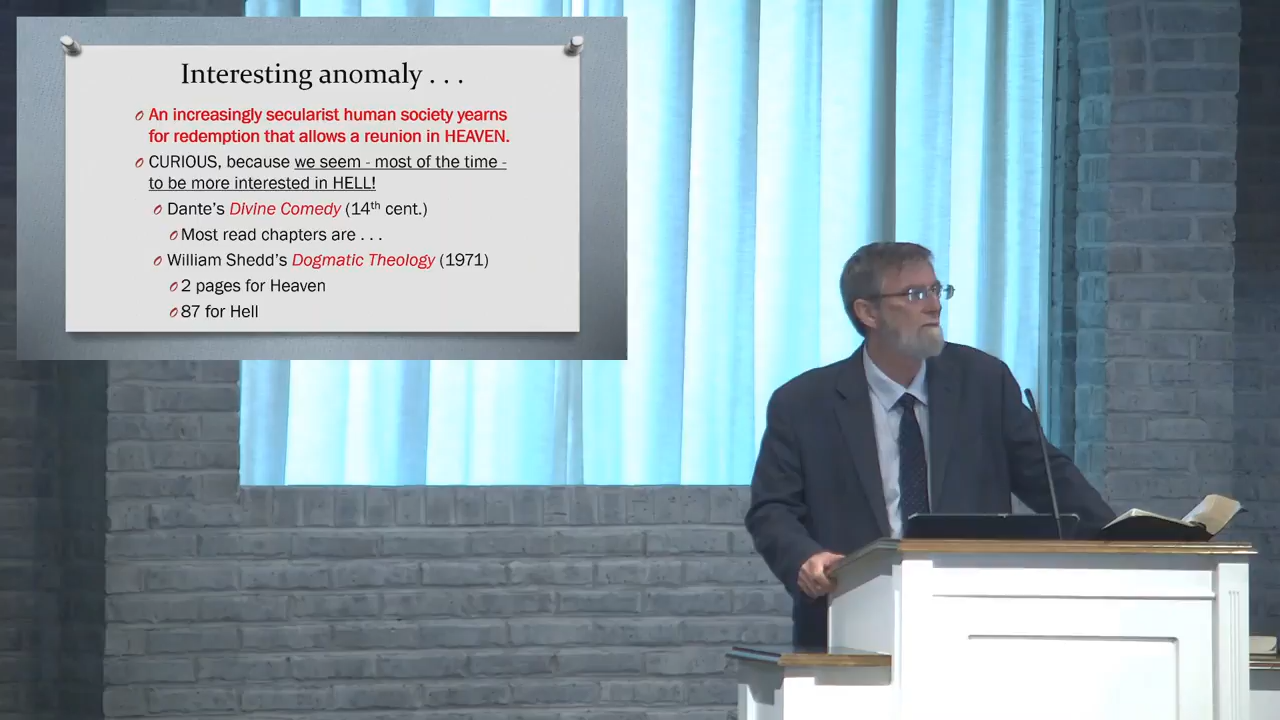 Interesting anomaly . . .
An increasingly secularist human society yearns
for redemption that allows a reunion in HEAVEN.
CURIOUS, because we seem - most of the time -
to be more interested in HELL!
Dante's Divine Comedy (14th cent.)
Most read chapters are . . .
William Shedd's Dogmatic Theology (1971)
2 pages for Heaven
87 for Hell